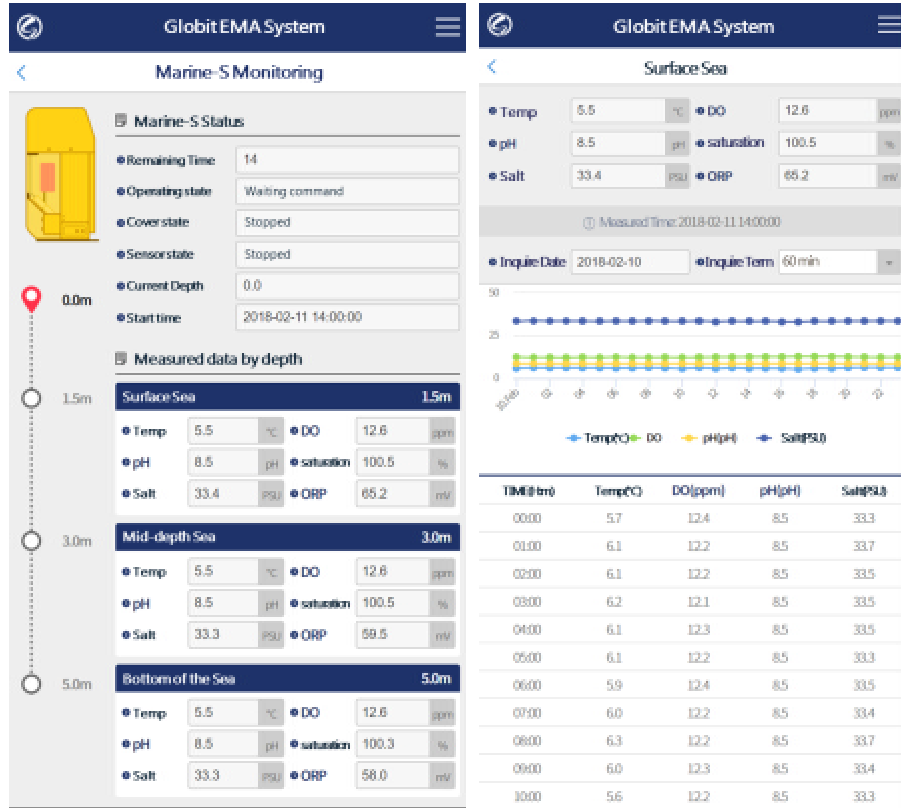 Globit EMA System
Marine-S Monitoring
Marine-S Status
Remaining Time 14
Operating state Waiting command
Cover state Stopped
Sensor state Stopped
Current Depth 0.0
Start time 2018-02-11 14:00:00
0.0m
1.5m
3.0m
5.0m
Measured data by depth
Surface Sea 1.5m
Temp 5.5 ℃ DO 12.6 ppm
pH 8.5 pH saturation 100.5 %
Salt 33.4 PSU ORP 65.2 mV
Mid-depth Sea 3.0m
Temp 5.5 ℃ DO 12.6 ppm
pH 8.5 pH saturation 100.5 %
Salt 33.3 PSU ORP 59.5 mV
Bottom of the Sea 5.0m
Temp 5.5 ℃ DO 12.6 ppm
pH 8.5 pH saturation 100.3 %
Salt 33.3 PSU ORP 58.0 mV
Globit EMA System
Surface Sea
Temp 5.5 ℃ DO 12.6 ppm
pH 8.5 pH saturation 100.5 %
Salt 33.4 PSU ORP 65.2 mV
Measured Time: 2018-02-11 14:00:00
Inquire Date 2018-02-10 Inquire Term 60 min
50
25
0
10.Feb 02 04 06 08 10 12 14 16 18 20 22
Temp(℃) DO pH(pH) Salt(PSU)
TIME(Hm) Temp(℃) DO(ppm) pH(pH) Salt(PSU)
00:00 5.7 12.4 8.5 33.3
01:00 6.1 12.2 8.5 33.7
02:00 6.1 12.2 8.5 33.5
03:00 6.2 12.1 8.5 33.5
04:00 6.1 12.3 8.5 33.5
05:00 6.1 12.2 8.5 33.3
06:00 5.9 12.4 8.5 33.5
07:00 6.0 12.2 8.5 33.4
08:00 6.3 12.2 8.5 33.7
09:00 6.0 12.3 8.5 33.4
10:00 5.6 12.2 8.5 33.3